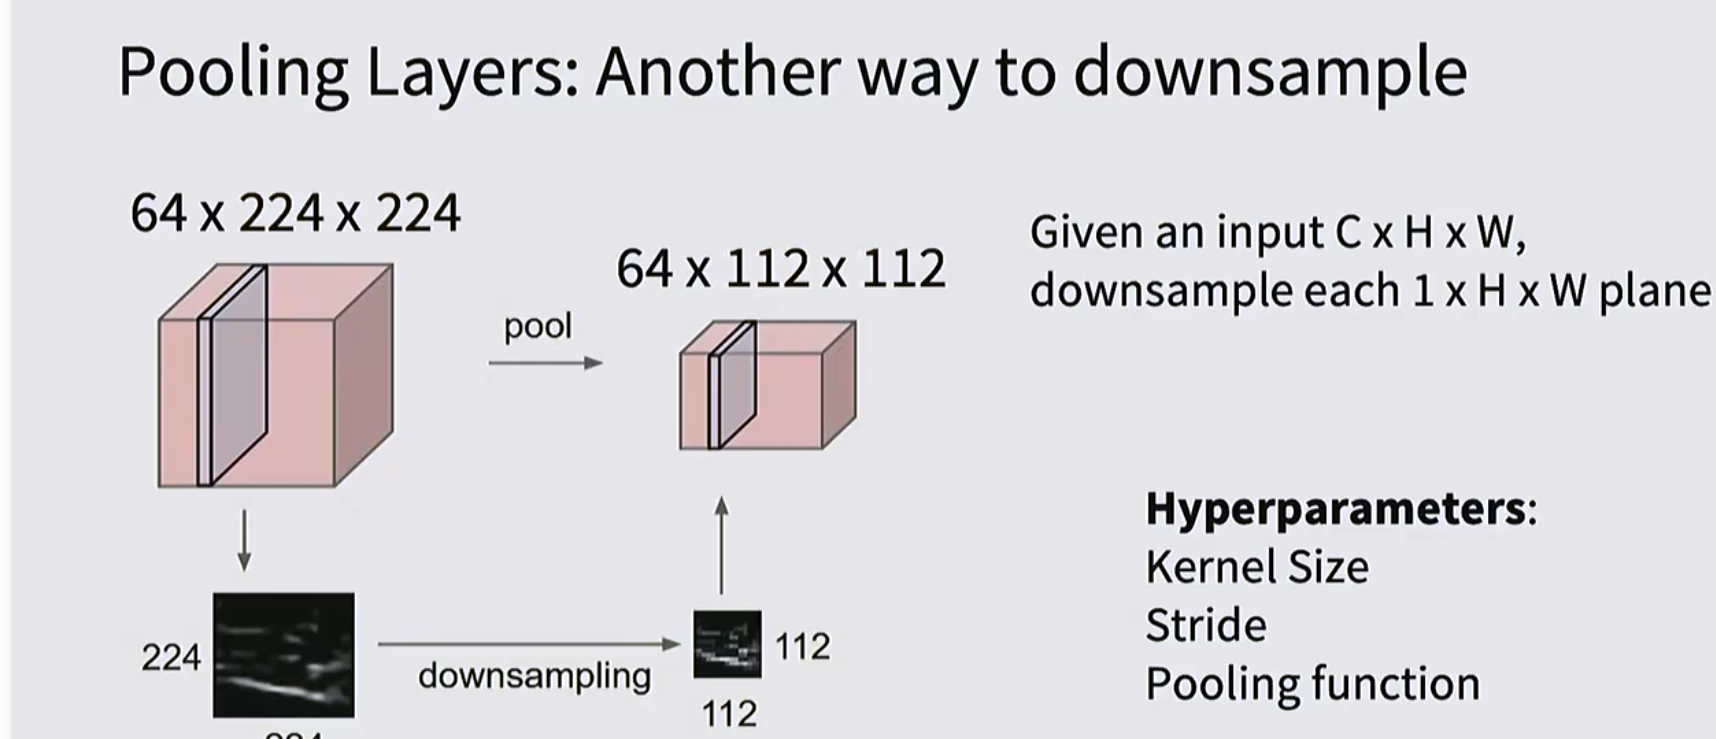 Pooling Layers: Another way to downsample
64 x 224 x 224
64 x 112 x 112
pool
Given an input C x H x W,
downsample each 1 x H x W plane
224
downsampling
112
112
Hyperparameters:
Kernel Size
Stride
Pooling function